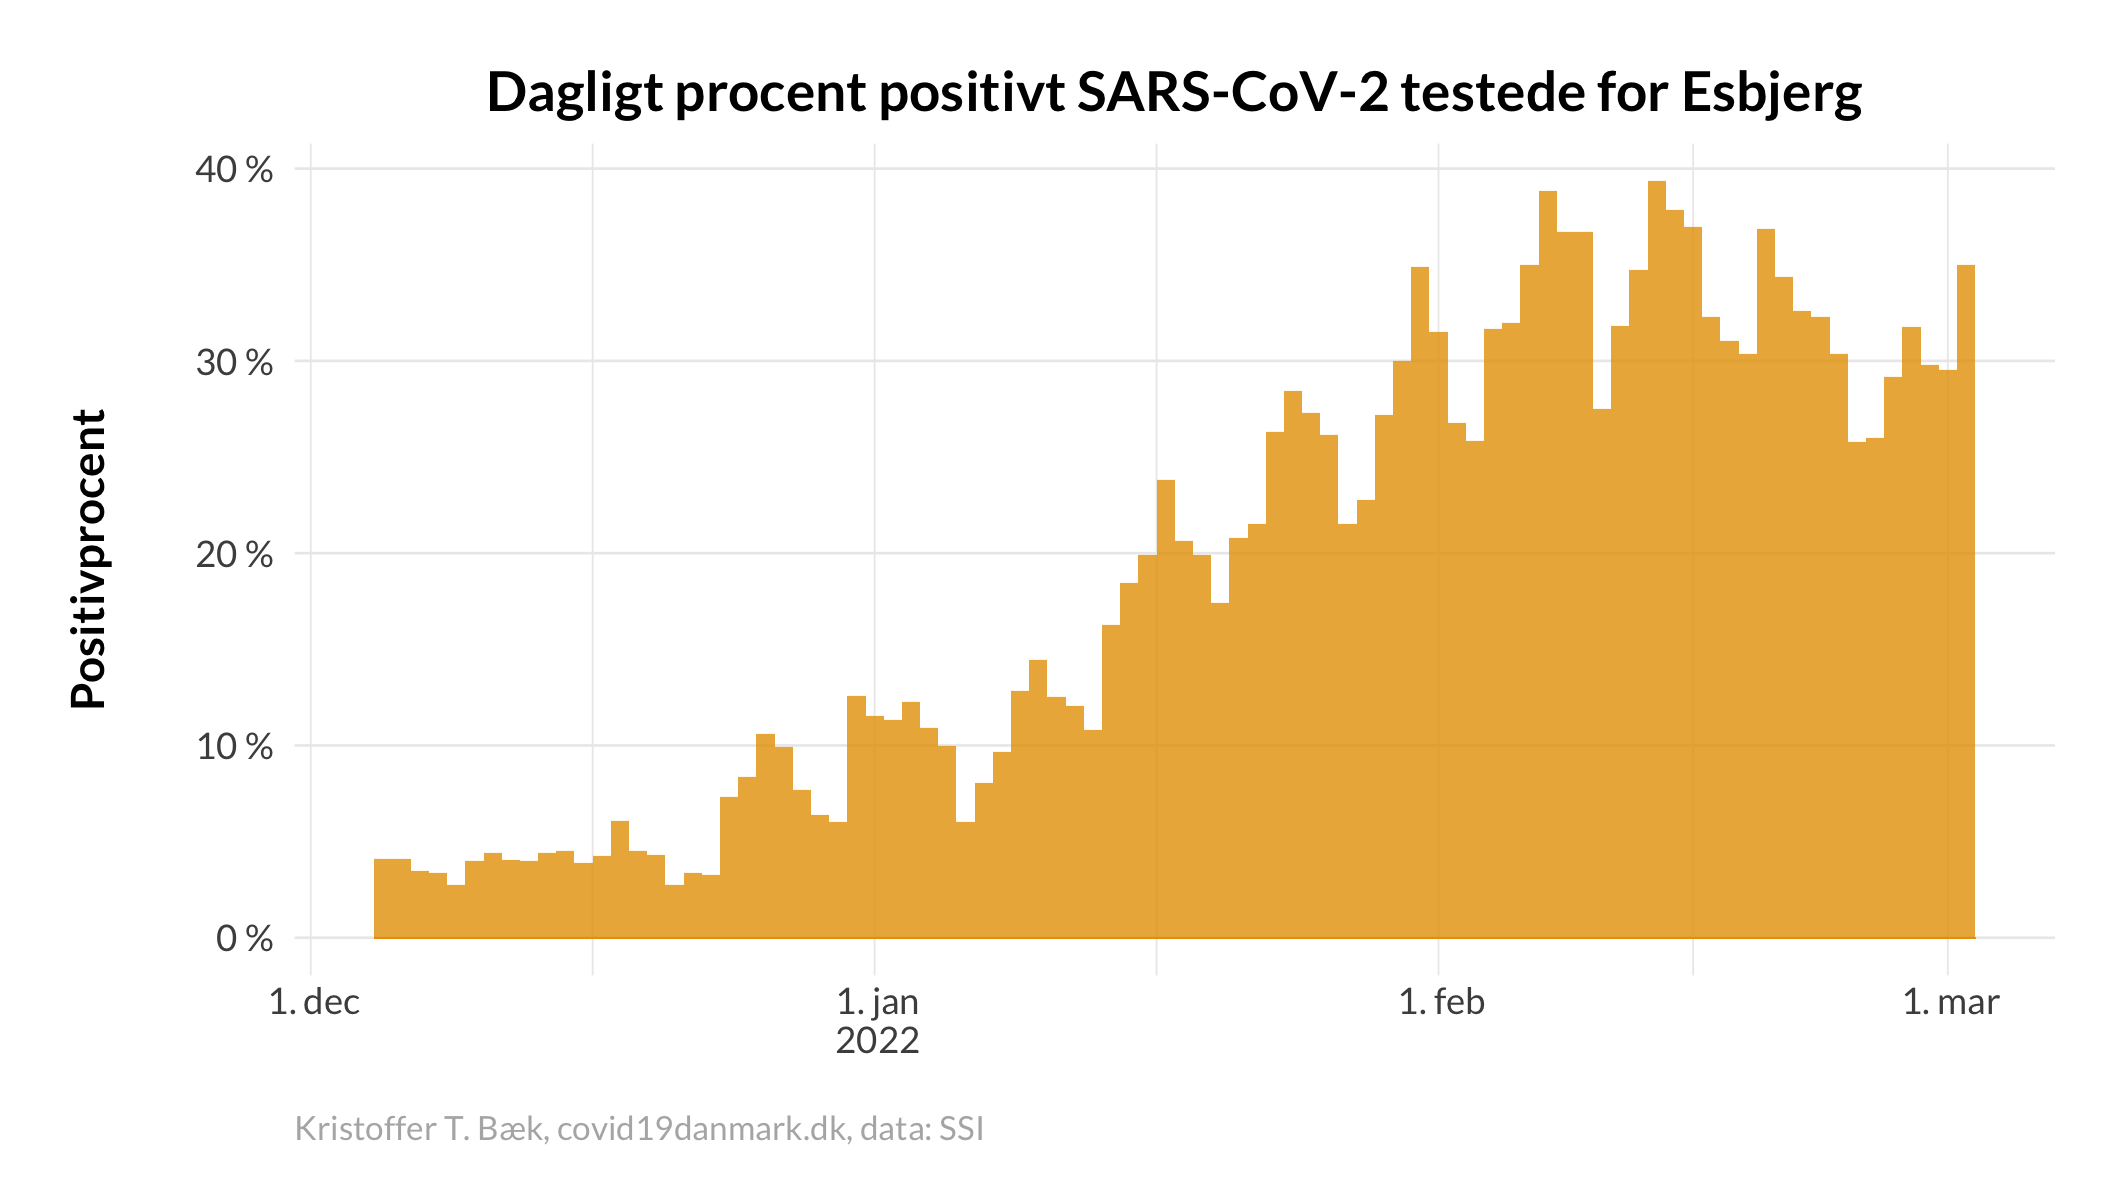 Dagligt procent positivt SARS-CoV-2 testede for Esbjerg
Positivprocent
40 %
30 %
20 %
10 %
0 %
1. dec
1. jan
2022
1. feb
1. mar
Kristoffer T. Bæk, covid19danmark.dk, data: SSI